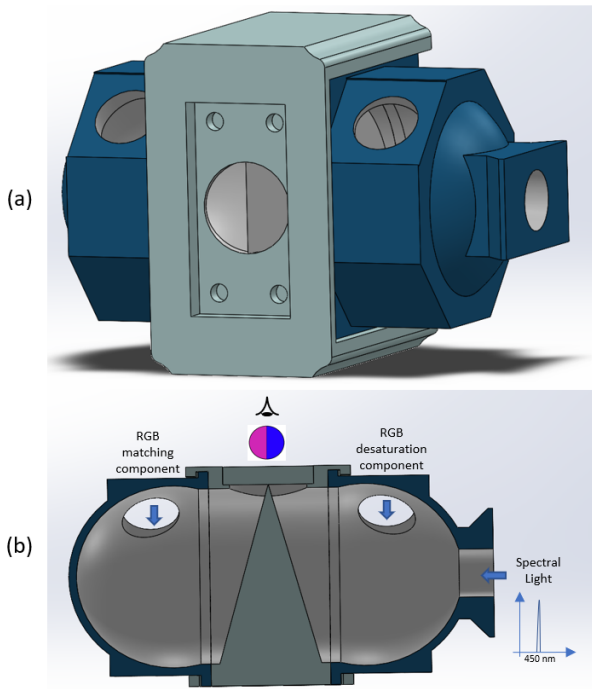 (a)
RGB
matching
component
RGB
desaturation
component
(b)
Spectral
Light
450 nm